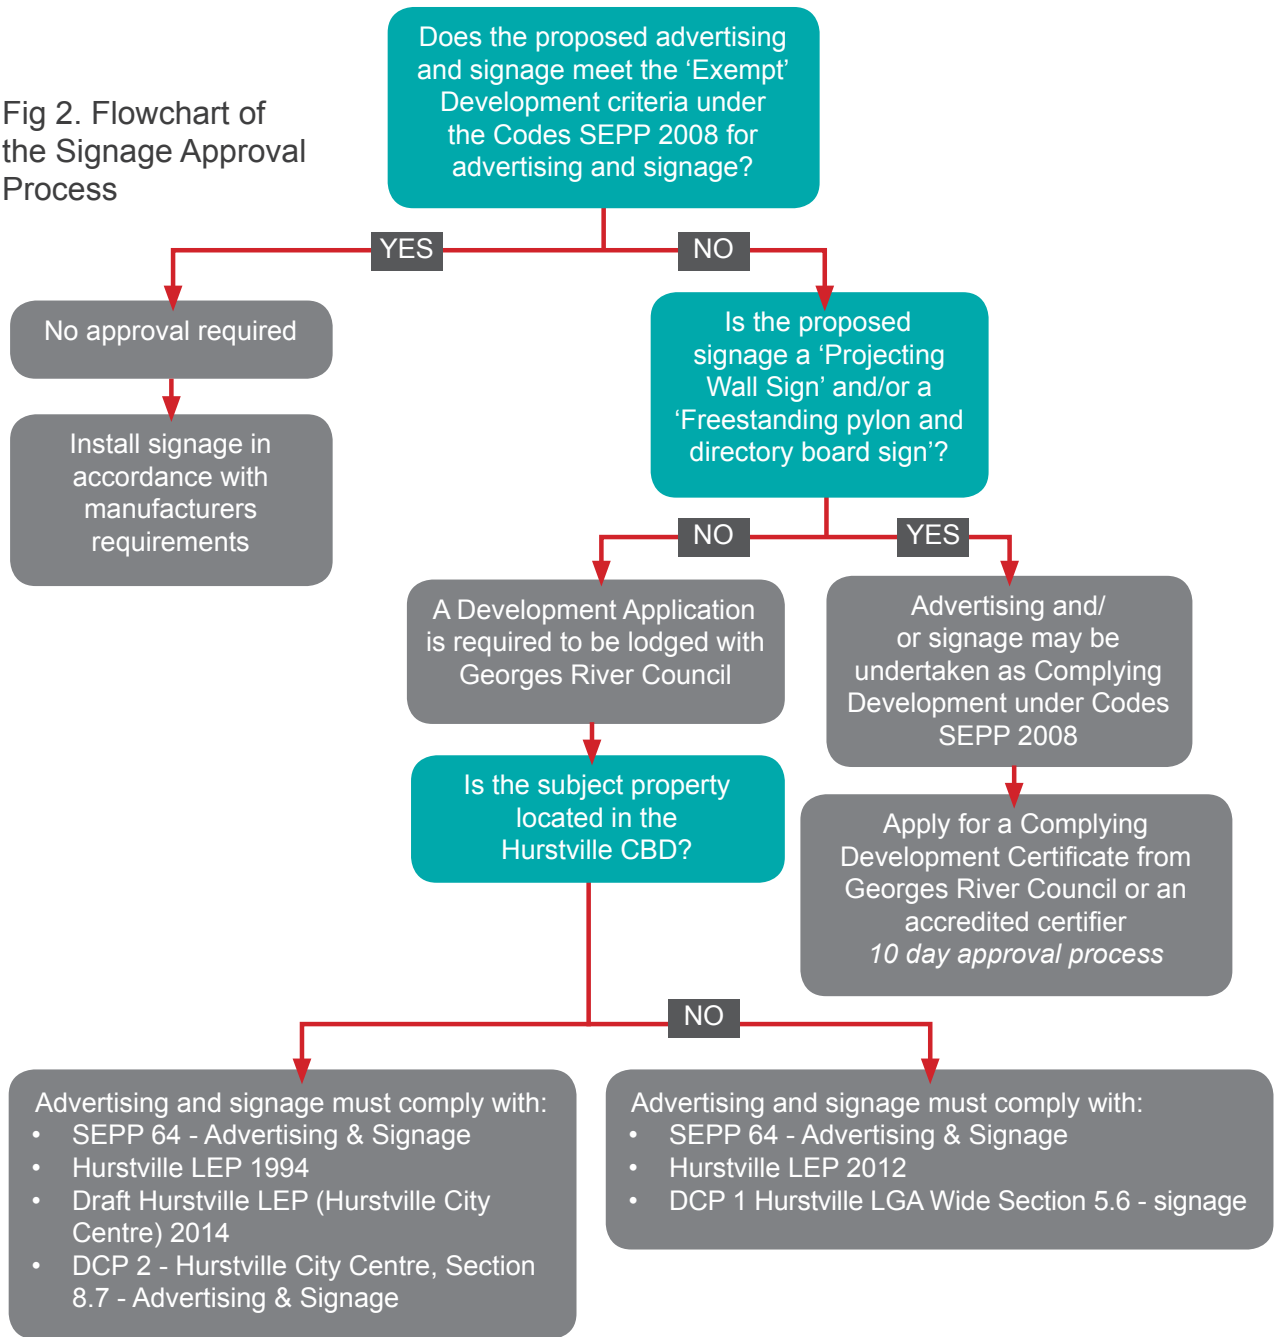 Fig 2. Flowchart of
the Signage Approval
Process
Does the proposed advertising
and signage meet the ‘Exempt’
Development criteria under
the Codes SEPP 2008 for
advertising and signage?
YES
NO
No approval required
Install signage in
accordance with
manufacturers
requirements
Is the proposed
signage a ‘Projecting
Wall Sign’ and/or a
‘Freestanding pylon and
directory board sign’?
NO
YES
A Development Application
is required to be lodged with
Georges River Council
Advertising and/
or signage may be
undertaken as Complying
Development under Codes
SEPP 2008
Is the subject property
located in the
Hurstville CBD?
Apply for a Complying
Development Certificate from
Georges River Council or an
accredited certifier
10 day approval process
NO
Advertising and signage must comply with:
• SEPP 64 - Advertising & Signage
• Hurstville LEP 1994
• Draft Hurstville LEP (Hurstville City
Centre) 2014
• DCP 2 - Hurstville City Centre, Section
8.7 - Advertising & Signage
Advertising and signage must comply with:
• SEPP 64 - Advertising & Signage
• Hurstville LEP 2012
• DCP 1 Hurstville LGA Wide Section 5.6 - signage